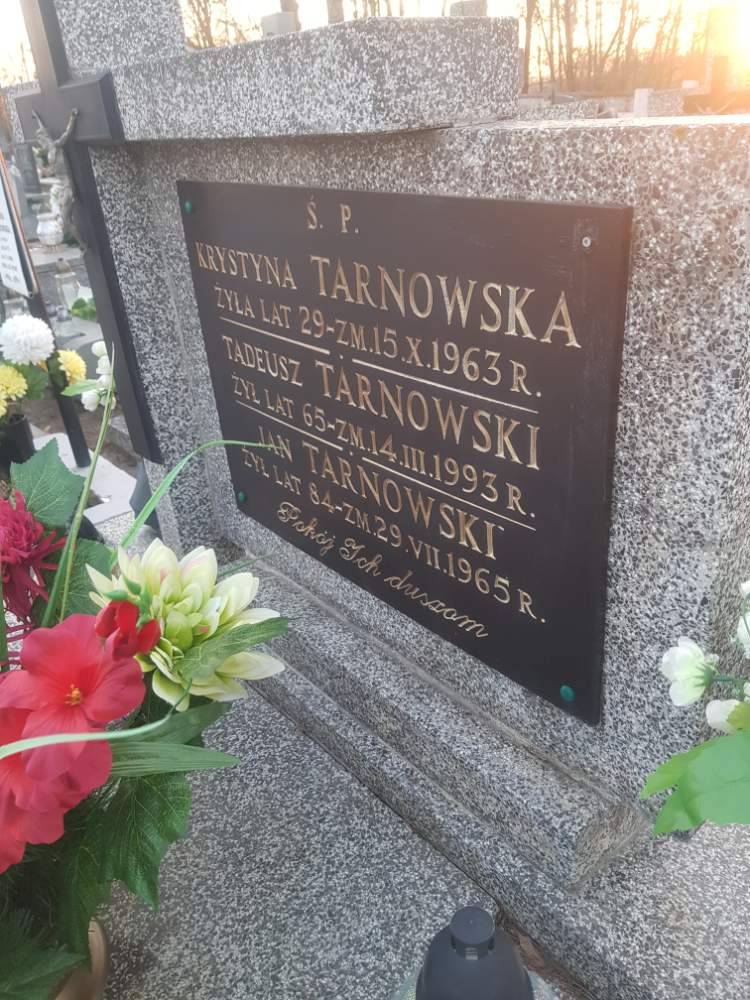 Ś. P.
KRYSTYNA TARNOWSKA
ŻYŁA LAT 29-ZM.15.X.1963 R.
TADEUSZ TARNOWSKI
ŻYŁ LAT 65-ZM.14.III.1993 R.
JAN TARNOWSKI
ŻYŁ LAT 84-ZM.29.VII.1965 R.
Pokój Ich duszom